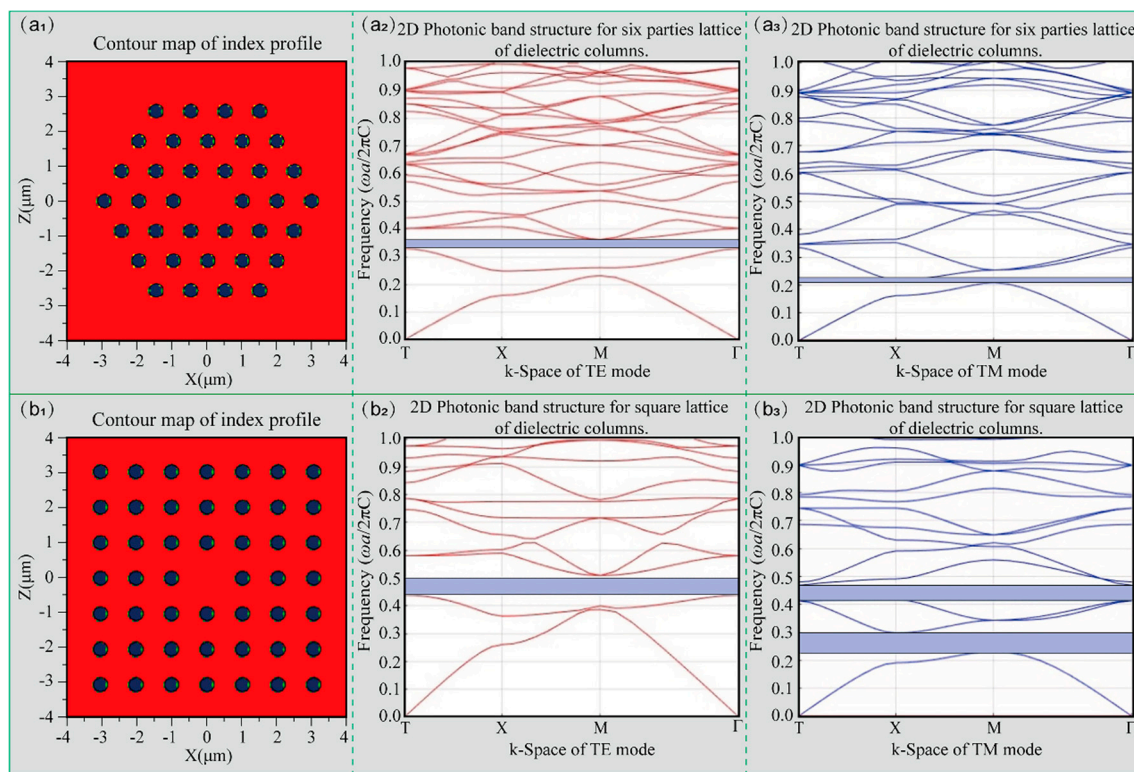 (a₁)
Contour map of index profile
Z(μm)
4
3
2
1
0
-1
-2
-3
-4
-4 -3 -2 -1 0 1 2 3 4
X(μm)
(a₂)
2D Photonic band structure for six parties lattice
of dielectric columns.
Frequency (ωa/2πC)
1.0
0.9
0.8
0.7
0.6
0.5
0.4
0.3
0.2
0.1
0.0
T X M Γ
k-Space of TE mode
(a₃)
2D Photonic band structure for six parties lattice
of dielectric columns.
Frequency (ωa/2πC)
1.0
0.9
0.8
0.7
0.6
0.5
0.4
0.3
0.2
0.1
0.0
T X M Γ
k-Space of TM mode
(b₁)
Contour map of index profile
Z(μm)
4
3
2
1
0
-1
-2
-3
-4
-4 -3 -2 -1 0 1 2 3 4
X(μm)
(b₂)
2D Photonic band structure for square lattice
of dielectric columns.
Frequency (ωa/2πC)
1.0
0.9
0.8
0.7
0.6
0.5
0.4
0.3
0.2
0.1
0.0
T X M Γ
k-Space of TE mode
(b₃)
2D Photonic band structure for square lattice
of dielectric columns.
Frequency (ωa/2πC)
1.0
0.9
0.8
0.7
0.6
0.5
0.4
0.3
0.2
0.1
0.0
T X M Γ
k-Space of TM mode